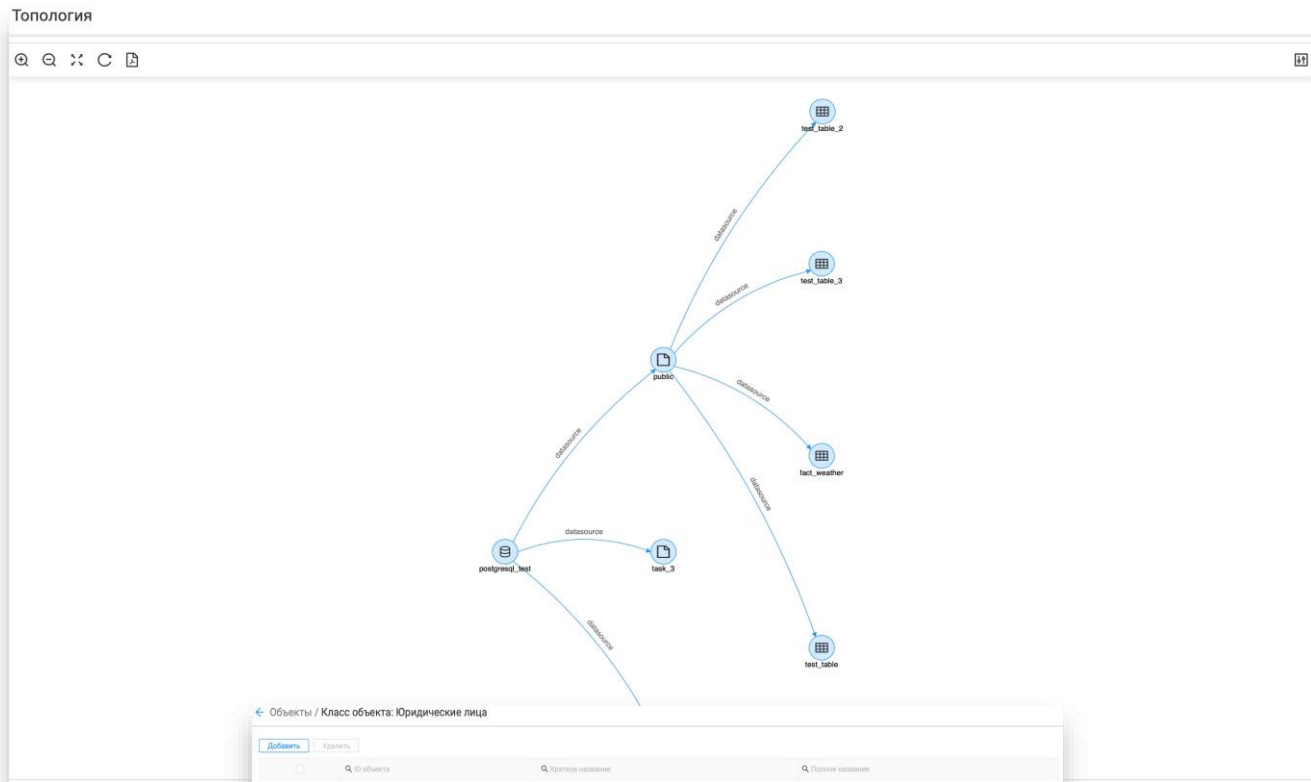 Топология
test_table_2
datasource
test_table_3
datasource
public
datasource
datasource
fact_weather
datasource
datasource
postgresql_test
task_3
datasource
test_table
Объекты / Класс объекта: Юридические лица
Добавить Удалить
ID объекта Краткое название Полное название